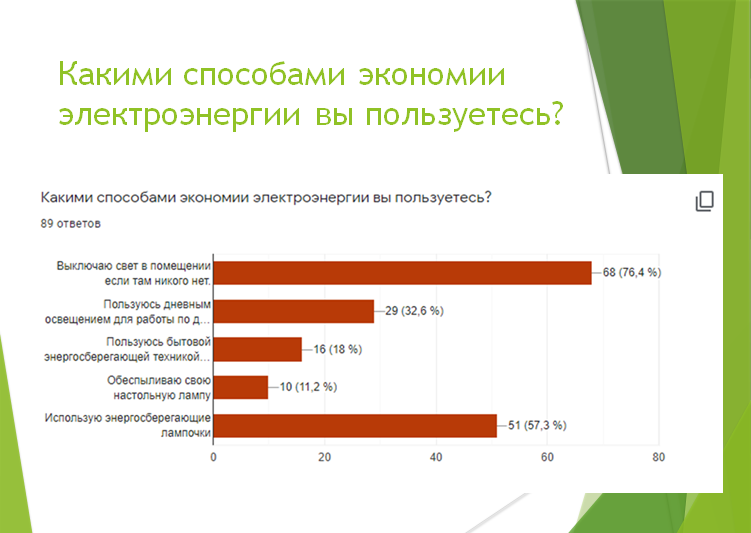 Какими способами экономии
электроэнергии вы пользуетесь?
Какими способами экономии электроэнергии вы пользуетесь?
89 ответов
Выключаю свет в помещении
если там никого нет.
68 (76,4 %)
Пользуюсь дневным
освещением для работы по д…
29 (32,6 %)
Пользуюсь бытовой
энергосберегающей техникой…
16 (18 %)
Обеспыливаю свою
настольную лампу
10 (11,2 %)
Использую энергосберегающие
лампочки
51 (57,3 %)
0 20 40 60 80